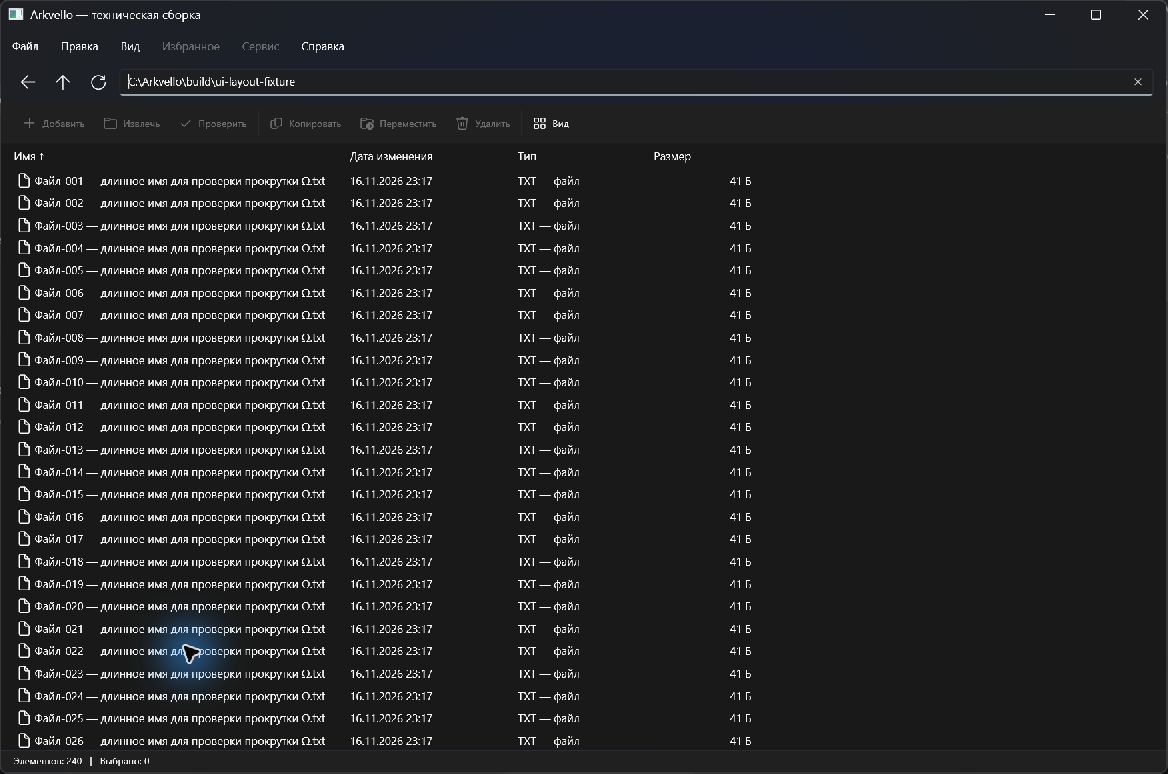 Arkvello — техническая сборка
Файл Правка Вид Избранное Сервис Справка
C:\Arkvello\build\ui-layout-fixture
Добавить Извлечь Проверить Копировать Переместить Удалить Вид
Имя ↑ Дата изменения Тип Размер
Файл 001 длинное имя для проверки прокрутки Ω.txt 16.11.2026 23:17 TXT файл 41 Б
Файл 002 длинное имя для проверки прокрутки Ω.txt 16.11.2026 23:17 TXT файл 41 Б
Файл-003 — длинное имя для проверки прокрутки Ω.txt 16.11.2026 23:17 TXT — файл 41 Б
Файл-004 — длинное имя для проверки прокрутки Ω.txt 16.11.2026 23:17 TXT — файл 41 Б
Файл-005 — длинное имя для проверки прокрутки Ω.txt 16.11.2026 23:17 TXT — файл 41 Б
Файл 006 длинное имя для проверки прокрутки Ω.txt 16.11.2026 23:17 TXT файл 41 Б
Файл 007 длинное имя для проверки прокрутки Ω.txt 16.11.2026 23:17 TXT файл 41 Б
Файл-008 — длинное имя для проверки прокрутки Ω.txt 16.11.2026 23:17 TXT — файл 41 Б
Файл-009 — длинное имя для проверки прокрутки Ω.txt 16.11.2026 23:17 TXT — файл 41 Б
Файл-010 — длинное имя для проверки прокрутки Ω.txt 16.11.2026 23:17 TXT — файл 41 Б
Файл 011 длинное имя для проверки прокрутки Ω.txt 16.11.2026 23:17 TXT файл 41 Б
Файл 012 длинное имя для проверки прокрутки Ω.txt 16.11.2026 23:17 TXT файл 41 Б
Файл-013 — длинное имя для проверки прокрутки Ω.txt 16.11.2026 23:17 TXT — файл 41 Б
Файл-014 — длинное имя для проверки прокрутки Ω.txt 16.11.2026 23:17 TXT — файл 41 Б
Файл-015 — длинное имя для проверки прокрутки Ω.txt 16.11.2026 23:17 TXT — файл 41 Б
Файл 016 длинное имя для проверки прокрутки Ω.txt 16.11.2026 23:17 TXT файл 41 Б
Файл 017 длинное имя для проверки прокрутки Ω.txt 16.11.2026 23:17 TXT файл 41 Б
Файл-018 — длинное имя для проверки прокрутки Ω.txt 16.11.2026 23:17 TXT — файл 41 Б
Файл-019 — длинное имя для проверки прокрутки Ω.txt 16.11.2026 23:17 TXT — файл 41 Б
Файл-020 — длинное имя для проверки прокрутки Ω.txt 16.11.2026 23:17 TXT — файл 41 Б
Файл 021 длинное имя для проверки прокрутки Ω.txt 16.11.2026 23:17 TXT файл 41 Б
Файл 022 длинное имя для проверки прокрутки Ω.txt 16.11.2026 23:17 TXT файл 41 Б
Файл-023 — длинное имя для проверки прокрутки Ω.txt 16.11.2026 23:17 TXT — файл 41 Б
Файл-024 — длинное имя для проверки прокрутки Ω.txt 16.11.2026 23:17 TXT — файл 41 Б
Файл-025 — длинное имя для проверки прокрутки Ω.txt 16.11.2026 23:17 TXT — файл 41 Б
Файл 026 длинное имя для проверки прокрутки Ω.txt 16.11.2026 23:17 TXT файл 41 Б
Элементов: 240 | Выбрано: 0